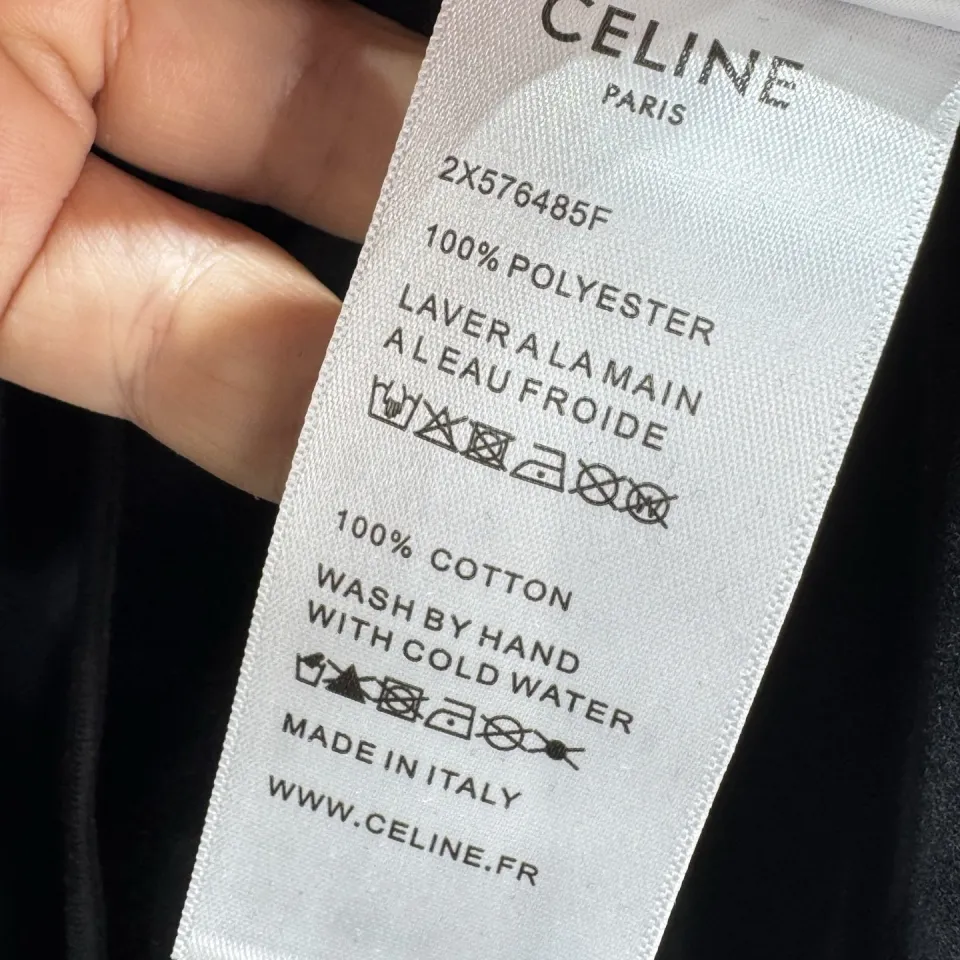 CELINE
PARIS
2X576485F
100% POLYESTER
LAVER A LA MAIN
A L EAU FROIDE
100% COTTON
WASH BY HAND
WITH COLD WATER
MADE IN ITALY
WWW.CELINE.FR